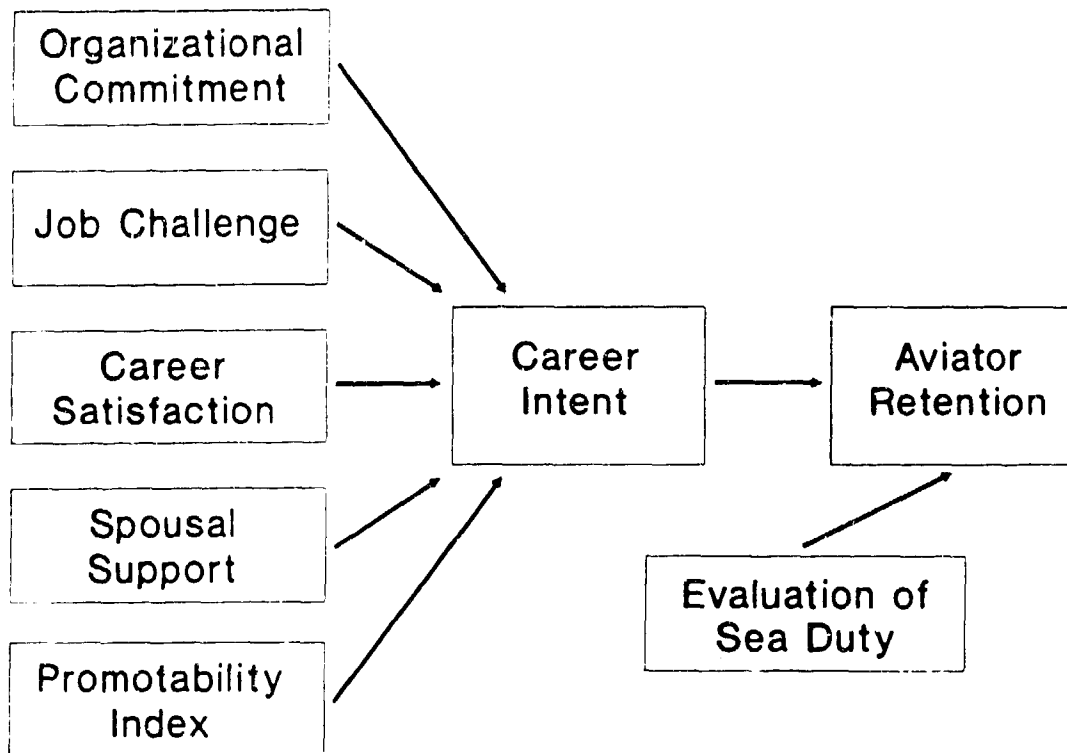 Organizational
Commitment
Job Challenge
Career
Satisfaction
Spousal
Support
Promotability
Index
Career
Intent
Aviator
Retention
Evaluation of
Sea Duty